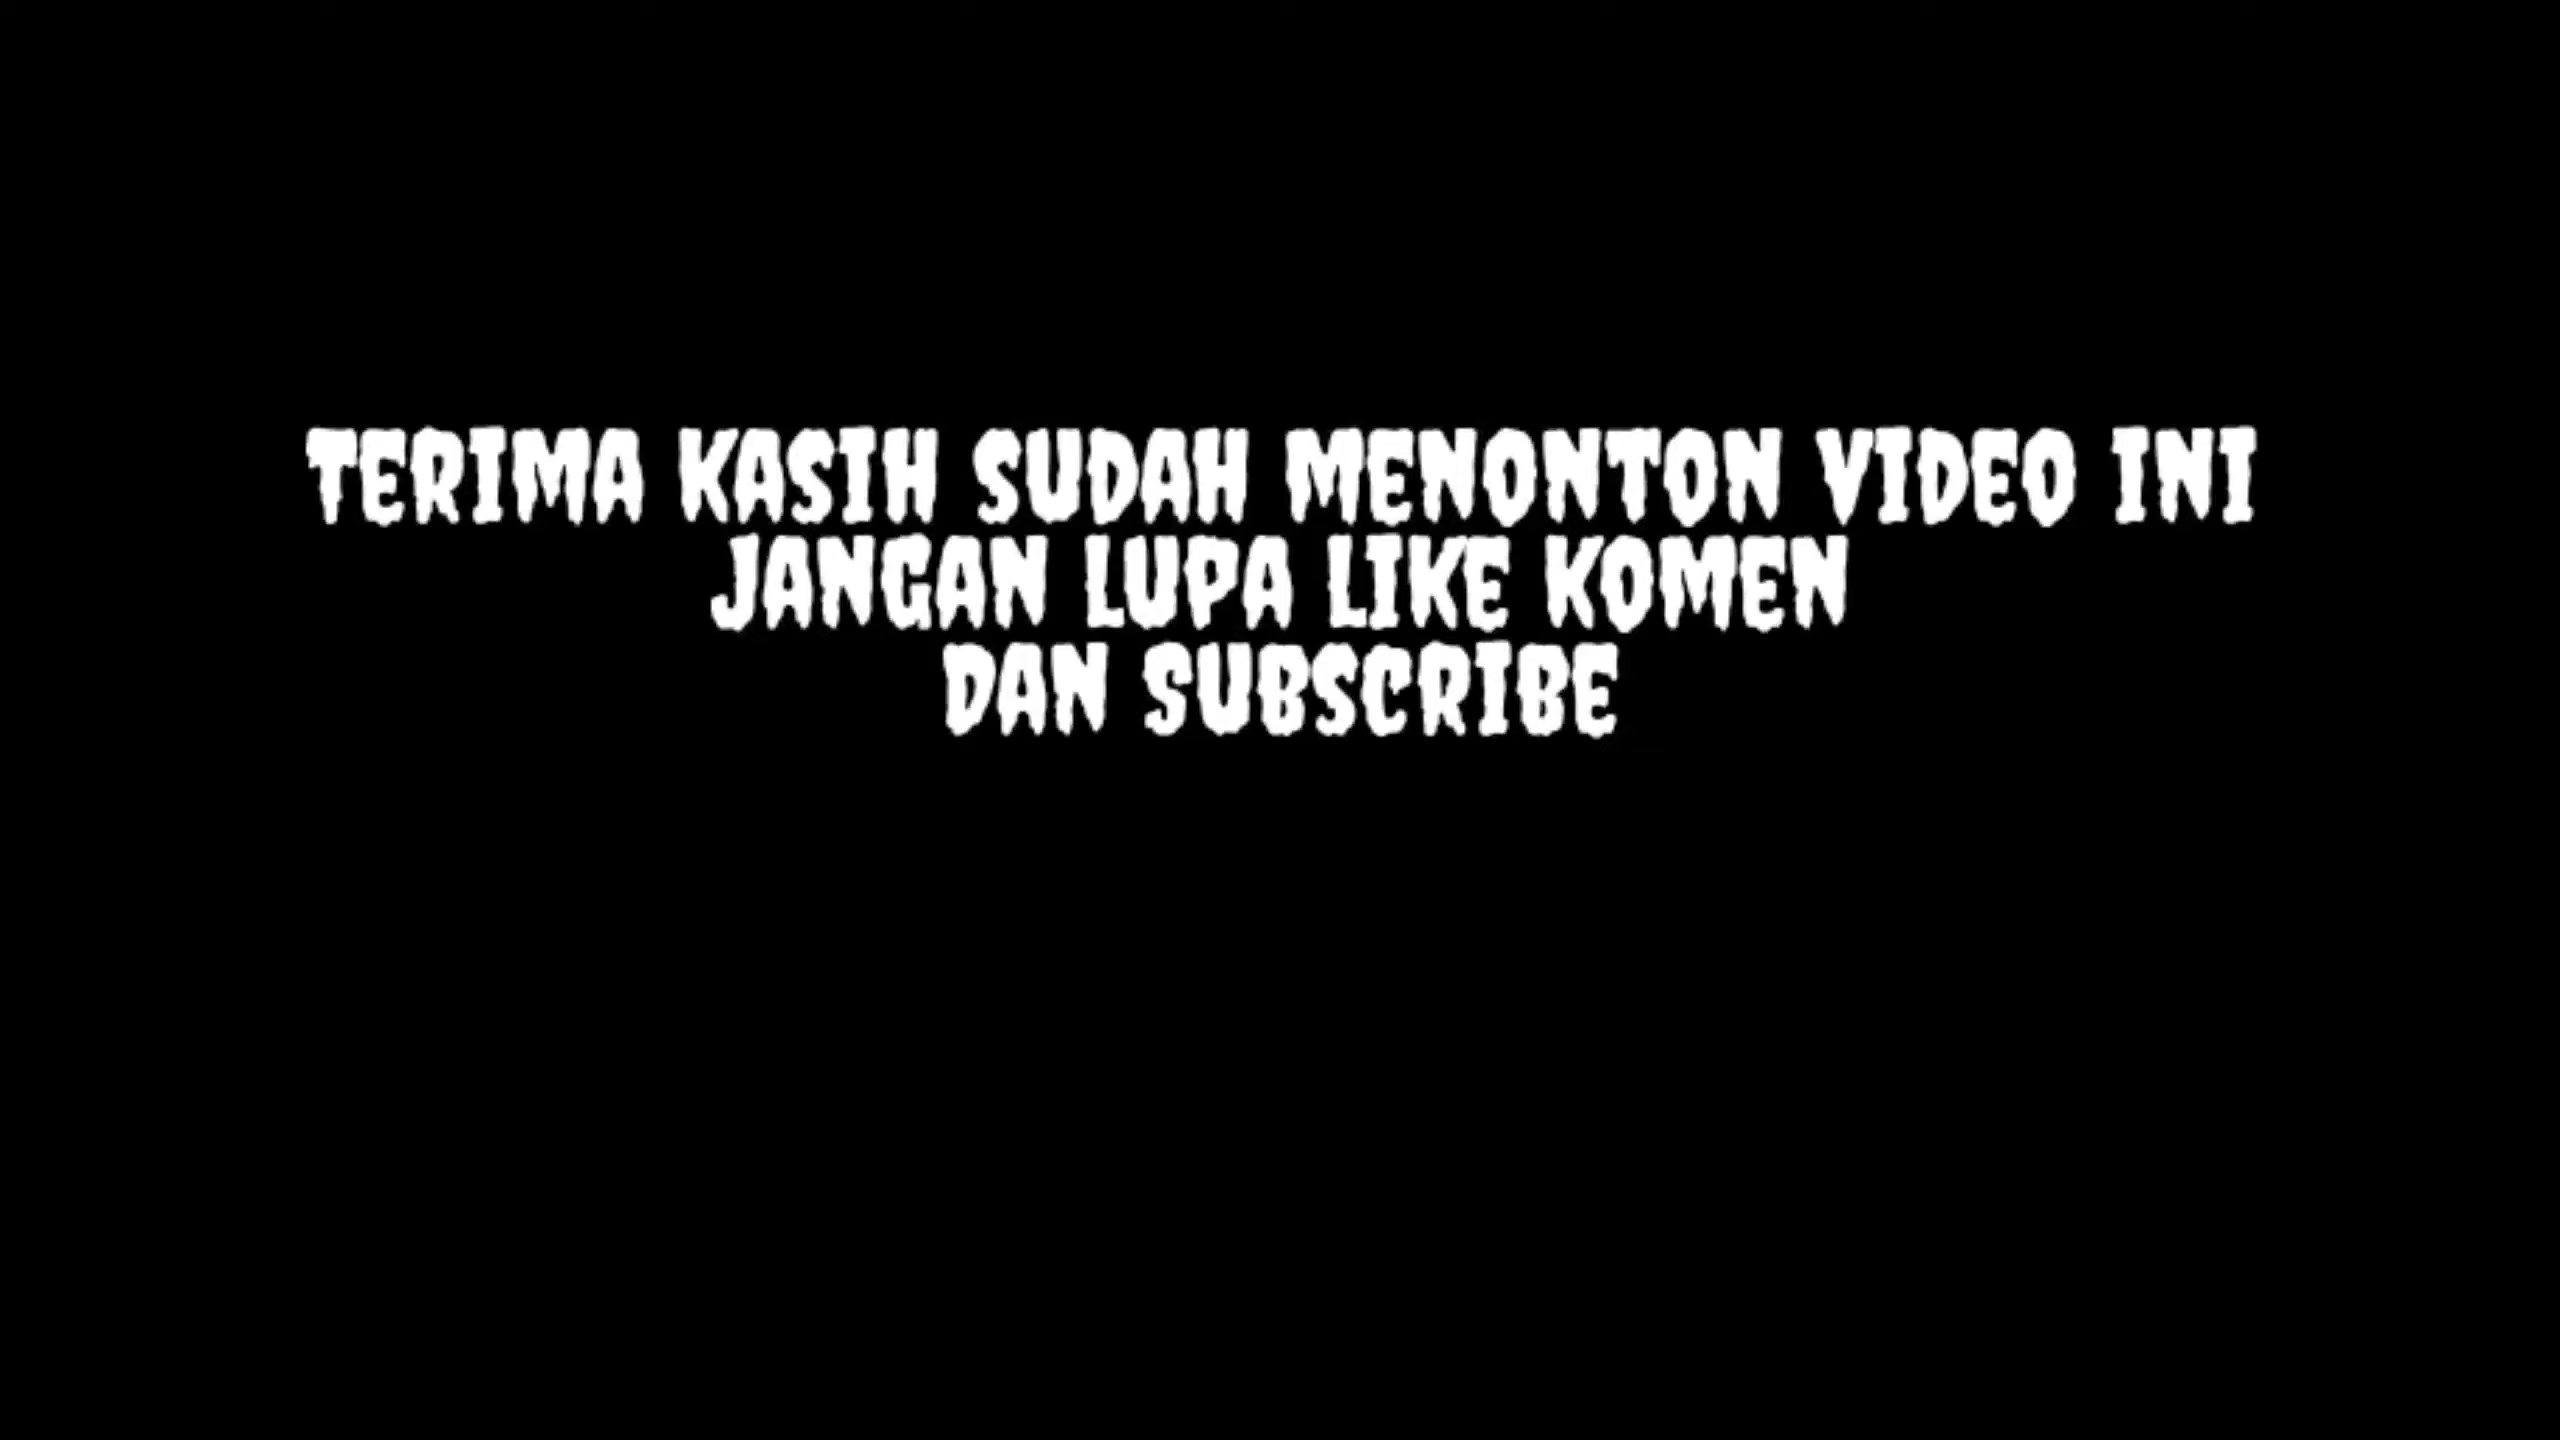 TERIMA KASIH SUDAH MENONTON VIDEO INI
JANGAN LUPA LIKE KOMEN
DAN SUBSCRIBE